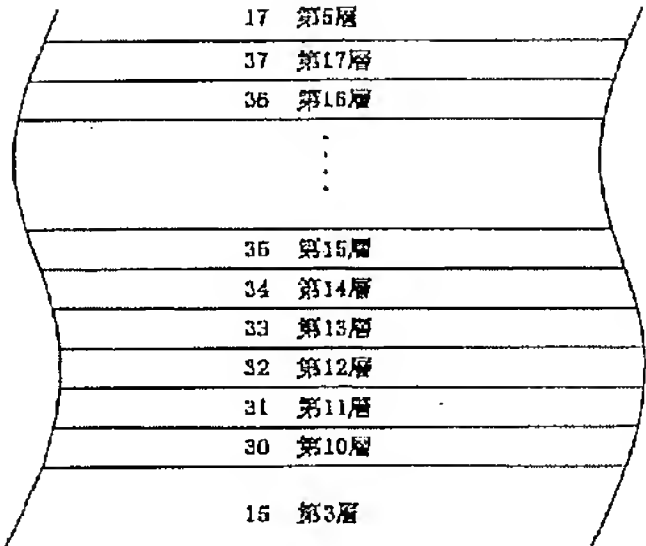 17 第5層
37 第17層
36 第16層
35 第15層
34 第14層
33 第13層
32 第12層
31 第11層
30 第10層
15 第3層